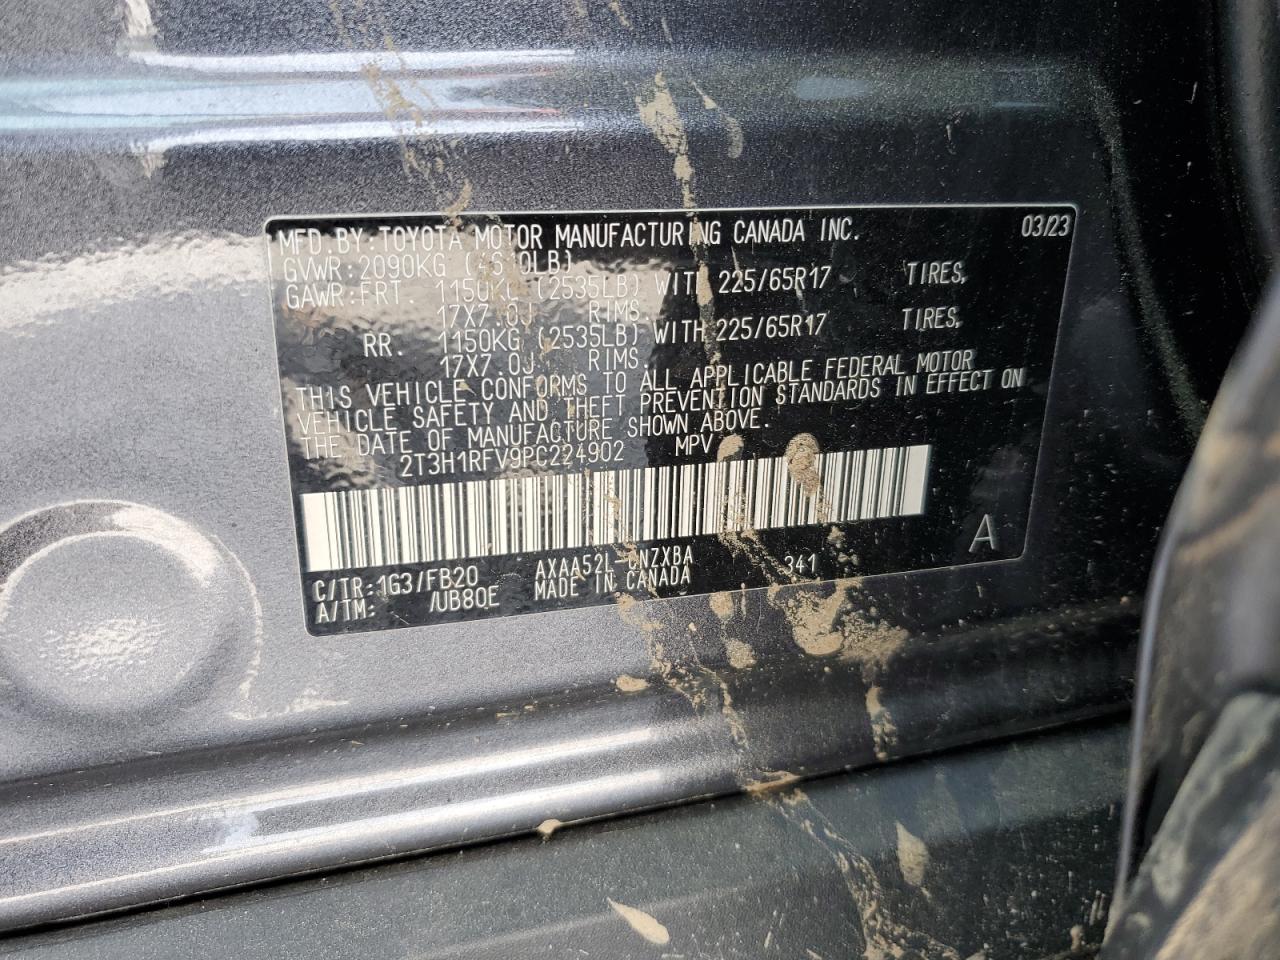 MFD.BY:TOYOTA MOTOR MANUFACTURING CANADA INC. 03/23
GVWR:2090KG
GAWR:FRT. 1150KG (2535LB) WITH 225/65R17 TIRES,
17X7.0J RIMS.
RR. 1150KG (2535LB) WITH 225/65R17 TIRES,
17X7.0J RIMS.
THIS VEHICLE CONFORMS TO ALL APPLICABLE FEDERAL MOTOR
VEHICLE SAFETY AND THEFT PREVENTION STANDARDS IN EFFECT ON
THE DATE OF MANUFACTURE SHOWN ABOVE.
2T3H1RFV9PC224902 MPV
A
C/TR:1G3/FB20 AXAA52L-CNZXBA 341
A/TM: /UB80E MADE IN CANADA